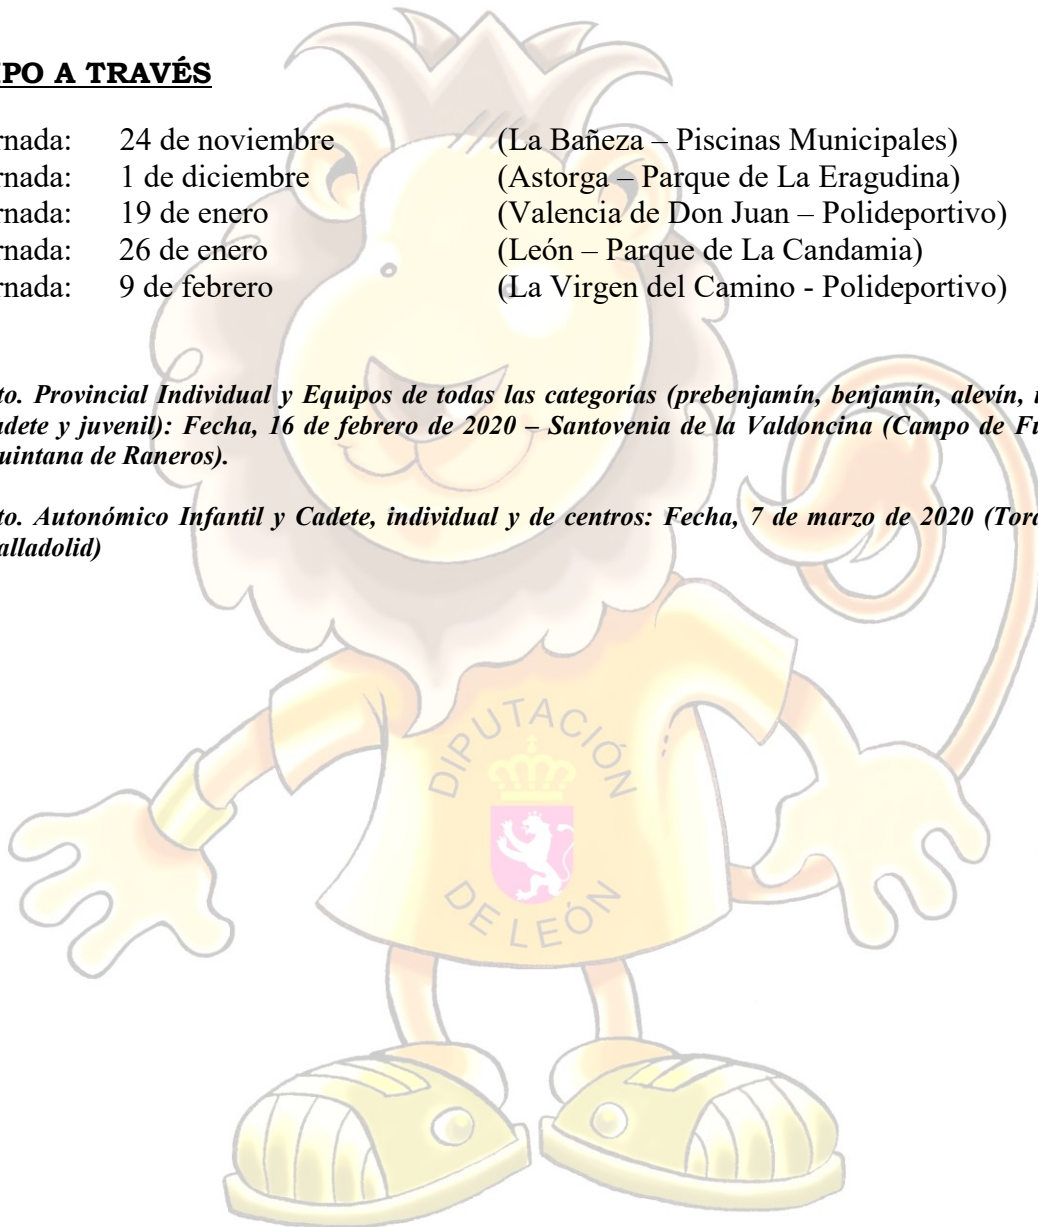 IPO A TRAVÉS
rnada: 24 de noviembre (La Bañeza – Piscinas Municipales)
rnada: 1 de diciembre (Astorga – Parque de La Eragudina)
rnada: 19 de enero (Valencia de Don Juan – Polideportivo)
rnada: 26 de enero (León – Parque de La Candamia)
rnada: 9 de febrero (La Virgen del Camino - Polideportivo)
to. Provincial Individual y Equipos de todas las categorías (prebenjamín, benjamín, alevín,
dete y juvenil): Fecha, 16 de febrero de 2020 – Santovenia de la Valdoncina (Campo de Fu
uintana de Raneros).
to. Autonómico Infantil y Cadete, individual y de centros: Fecha, 7 de marzo de 2020 (Tord
alladolid)
DIPUTACIÓN
DE LEÓN